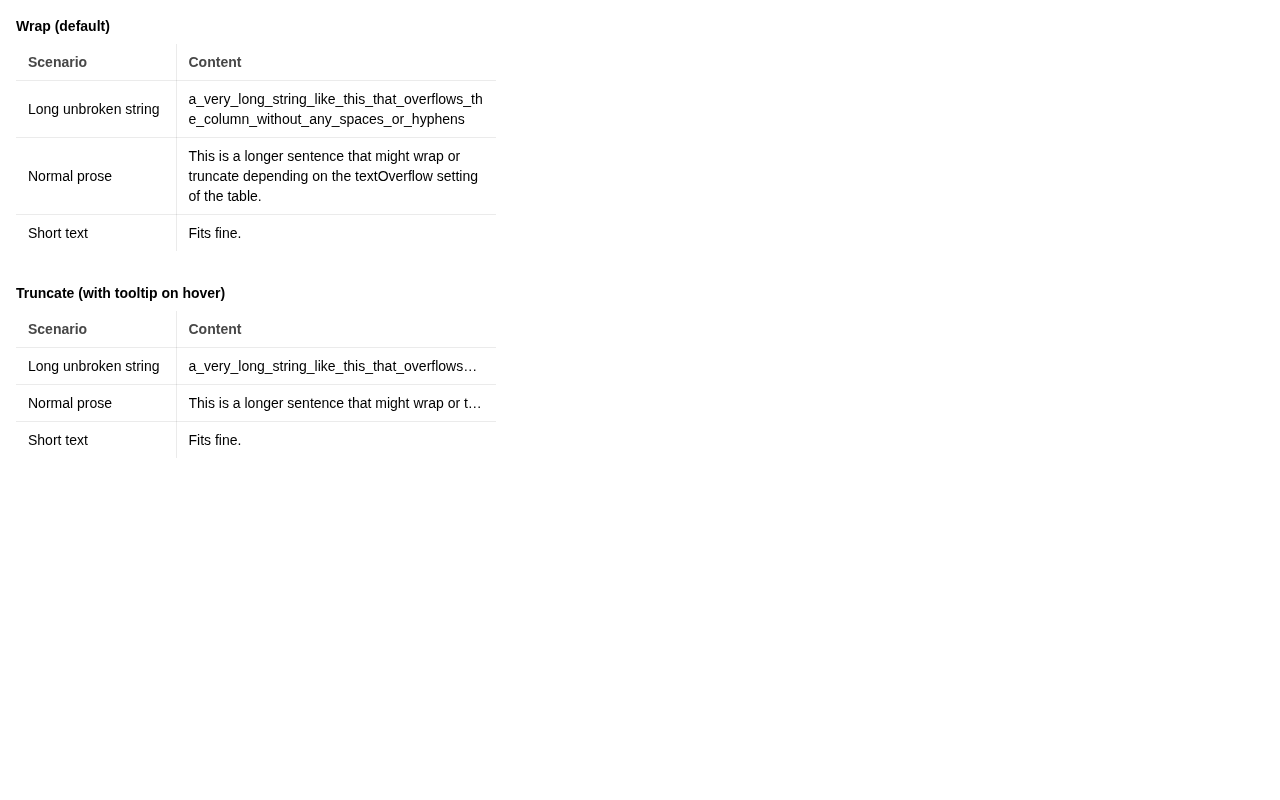 Wrap (default)
Scenario Content
Long unbroken string a_very_long_string_like_this_that_overflows_th
e_column_without_any_spaces_or_hyphens
Normal prose This is a longer sentence that might wrap or
truncate depending on the textOverflow setting
of the table.
Short text Fits fine.
Truncate (with tooltip on hover)
Scenario Content
Long unbroken string a_very_long_string_like_this_that_overflows…
Normal prose This is a longer sentence that might wrap or t…
Short text Fits fine.